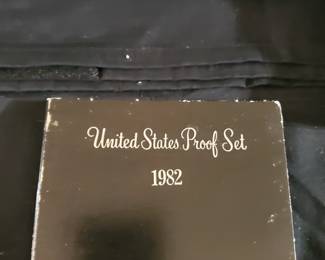 United States Proof Set
1982